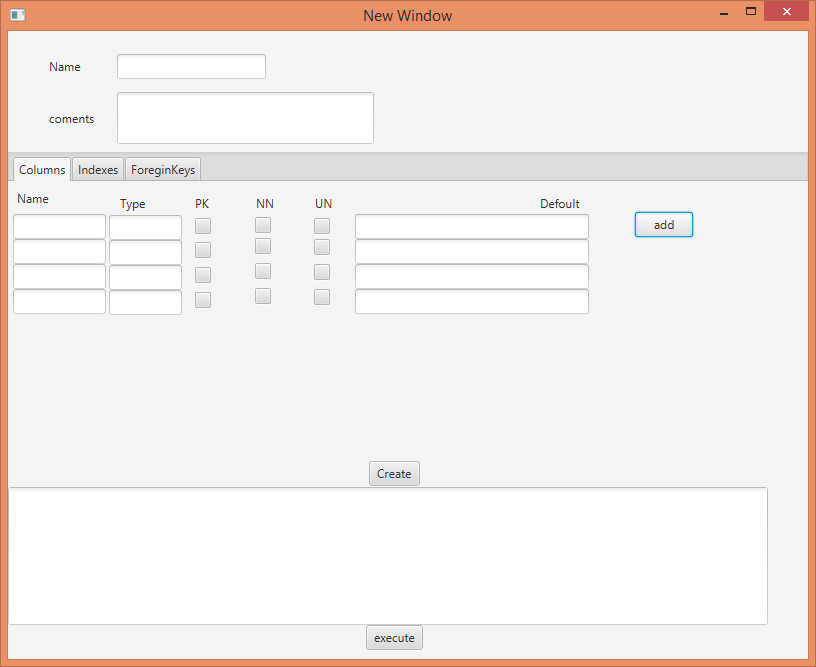 New Window
Name
coments
Columns Indexes ForeginKeys
Name Type PK NN UN Defoult
add
Create
execute